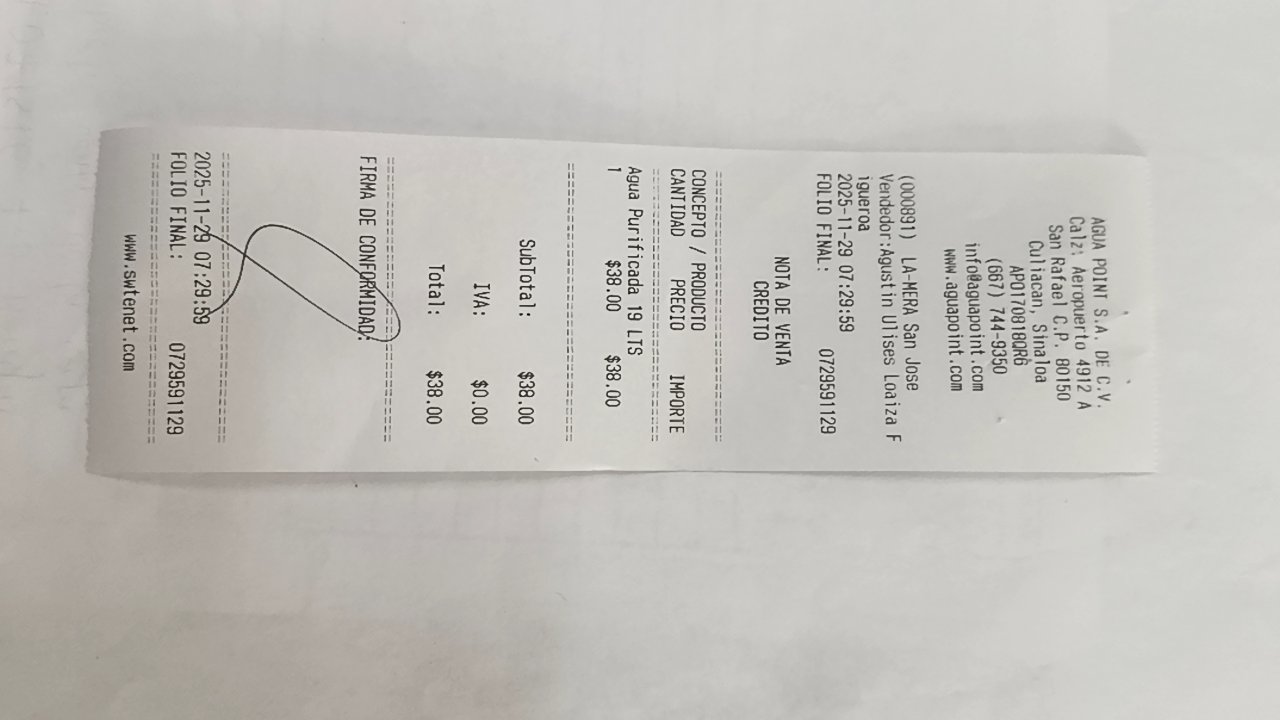 AGUA POINT S.A. DE C.V.
Calz: Aeropuerto 4912 A
San Rafael C.P. 80150
Culiacan, Sinaloa
APO170818QR6
(667) 744-9350
info@aguapoint.com
www.aguapoint.com
(000891) LA-MERA San Jose
Vendedor:Agustin Ulises Loaiza F
igueroa
2025-11-29 07:29:59
FOLIO FINAL: 0729591129
NOTA DE VENTA
CREDITO
CONCEPTO / PRODUCTO
CANTIDAD PRECIO IMPORTE
Agua Purificada 19 LTS
1 $38.00 $38.00
SubTotal: $38.00
IVA: $0.00
Total: $38.00
FIRMA DE CONFORMIDAD:
2025-11-29 07:29:59
FOLIO FINAL: 0729591129
www.swtenet.com